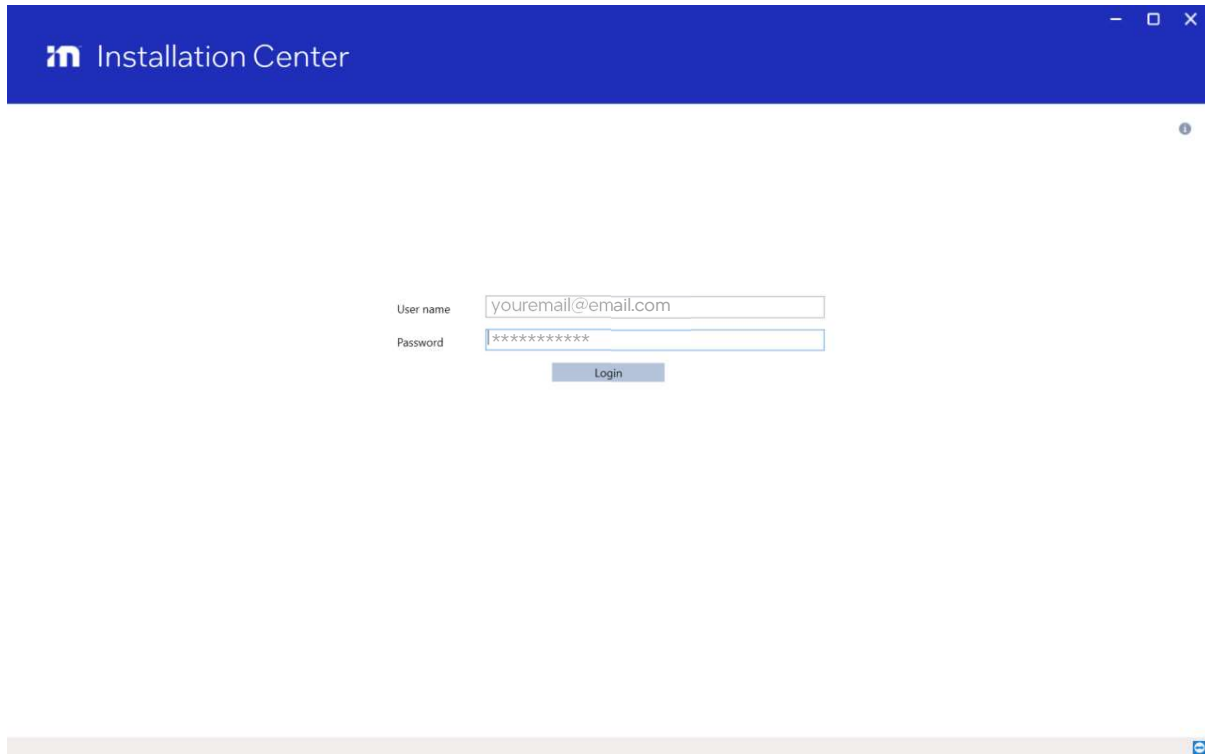 Installation Center
User name
youremail@email.com
Password
***********
Login